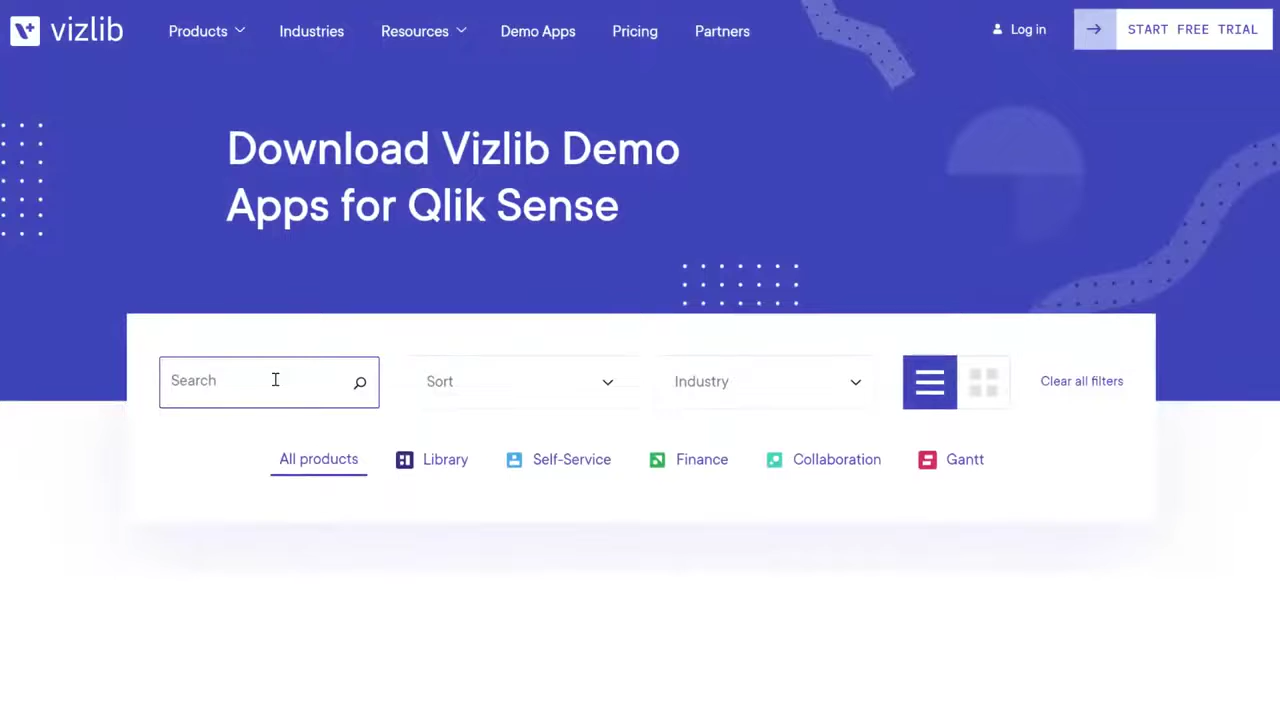 vizlib Products Industries Resources Demo Apps Pricing Partners Log in START FREE TRIAL
Download Vizlib Demo
Apps for Qlik Sense
Search Sort Industry Clear all filters
All products Library Self-Service Finance Collaboration Gantt